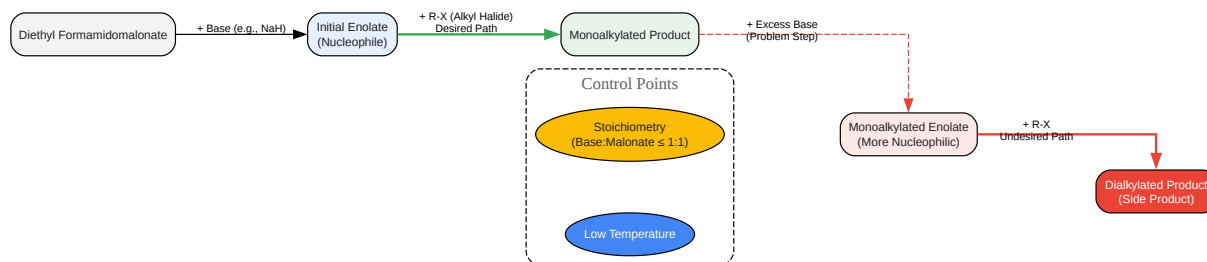 Diethyl Formamidomalonate
+ Base (e.g., NaH)
Initial Enolate
(Nucleophile)
+ R-X (Alkyl Halide)
Desired Path
Monoalkylated Product
+ Excess Base
(Problem Step)
Control Points
Stoichiometry
(Base:Malonate ≤ 1:1)
Low Temperature
Monoalkylated Enolate
(More Nucleophilic)
+ R-X
Undesired Path
Dialkylated Product
(Side Product)